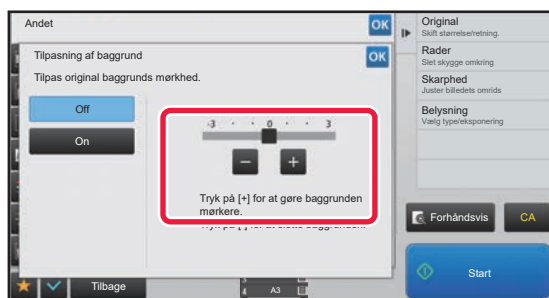 Andet
OK
Tilpasning af baggrund
OK
Tilpas original baggrunds mørkhed.
Off
On
-3 0 3
− +
Tryk på [+] for at gøre baggrunden
mørkere.
Tilbage
A3
Original
Skift størrelse/retning.
Rader
Slet skygge omkring
Skarphed
Juster billedets omrids
Belysning
Vælg type/eksponering
Forhåndsvis
CA
Start